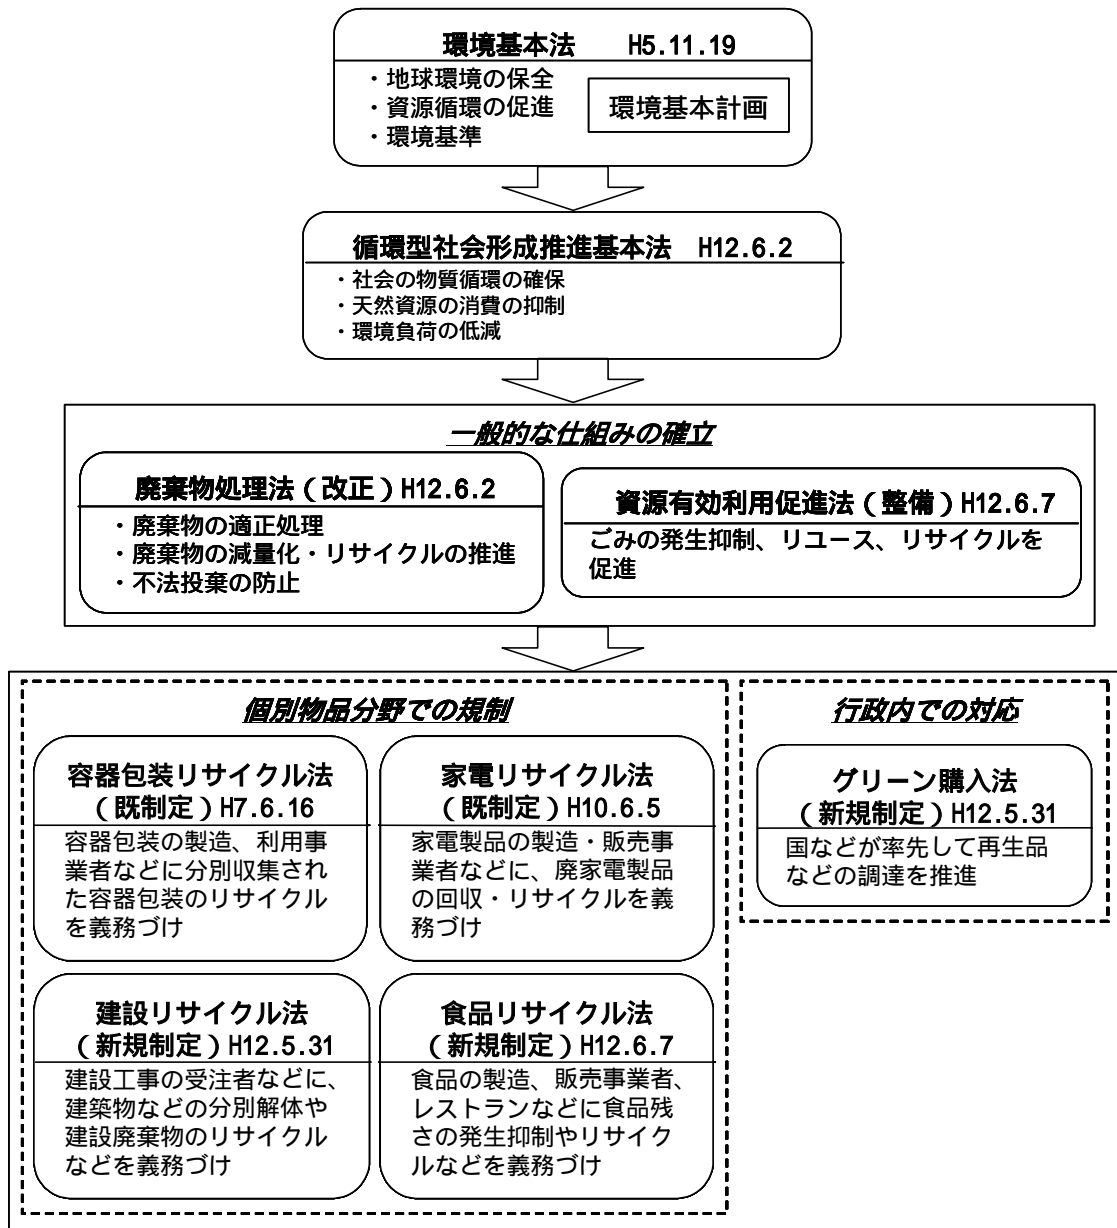 環境基本法 H5.11.19
・地球環境の保全
・資源循環の促進
・環境基準
環境基本計画
循環型社会形成推進基本法 H12.6.2
・社会の物質循環の確保
・天然資源の消費の抑制
・環境負荷の低減
一般的な仕組みの確立
廃棄物処理法(改正)H12.6.2
・廃棄物の適正処理
・廃棄物の減量化・リサイクルの推進
・不法投棄の防止
資源有効利用促進法(整備)H12.6.7
ごみの発生抑制、リユース、リサイクルを
促進
個別物品分野での規制
容器包装リサイクル法
(既制定)H7.6.16
容器包装の製造、利用事
業者などに分別収集され
た容器包装のリサイクル
を義務づけ
家電リサイクル法
(既制定)H10.6.5
家電製品の製造・販売事
業者などに、廃家電製品
の回収・リサイクルを義
務づけ
建設リサイクル法
(新規制定)H12.5.31
建設工事の受注者などに、
建築物などの分別解体や
建設廃棄物のリサイクル
などを義務づけ
食品リサイクル法
(新規制定)H12.6.7
食品の製造、販売事業者、
レストランなどに食品残
さの発生抑制やリサイク
ルなどを義務づけ
行政内での対応
グリーン購入法
(新規制定)H12.5.31
国などが率先して再生品
などの調達を推進